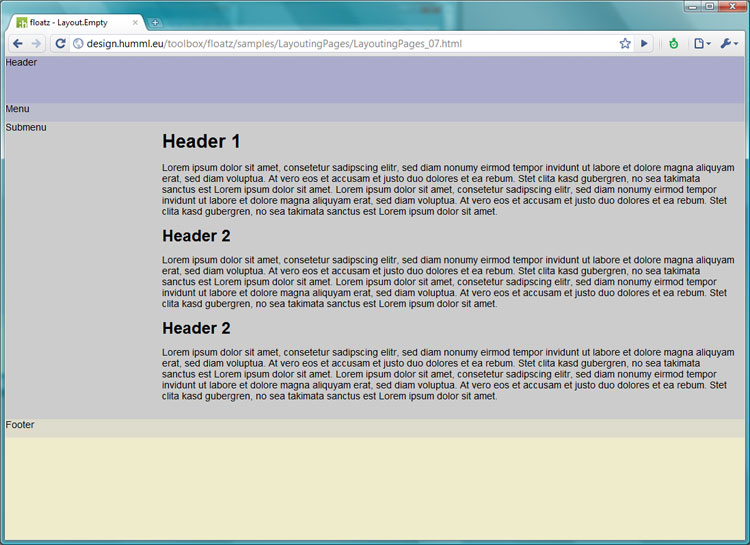 floatz - Layout.Empty
design.humml.eu/toolbox/floatz/samples/LayoutingPages/LayoutingPages_07.html
Header
Menu
Submenu
Header 1
Lorem ipsum dolor sit amet, consetetur sadipscing elitr, sed diam nonumy eirmod tempor invidunt ut labore et dolore magna aliquyam
erat, sed diam voluptua. At vero eos et accusam et justo duo dolores et ea rebum. Stet clita kasd gubergren, no sea takimata
sanctus est Lorem ipsum dolor sit amet. Lorem ipsum dolor sit amet, consetetur sadipscing elitr, sed diam nonumy eirmod tempor
invidunt ut labore et dolore magna aliquyam erat, sed diam voluptua. At vero eos et accusam et justo duo dolores et ea rebum. Stet
clita kasd gubergren, no sea takimata sanctus est Lorem ipsum dolor sit amet.
Header 2
Lorem ipsum dolor sit amet, consetetur sadipscing elitr, sed diam nonumy eirmod tempor invidunt ut labore et dolore magna aliquyam
erat, sed diam voluptua. At vero eos et accusam et justo duo dolores et ea rebum. Stet clita kasd gubergren, no sea takimata
sanctus est Lorem ipsum dolor sit amet. Lorem ipsum dolor sit amet, consetetur sadipscing elitr, sed diam nonumy eirmod tempor
invidunt ut labore et dolore magna aliquyam erat, sed diam voluptua. At vero eos et accusam et justo duo dolores et ea rebum. Stet
clita kasd gubergren, no sea takimata sanctus est Lorem ipsum dolor sit amet.
Header 2
Lorem ipsum dolor sit amet, consetetur sadipscing elitr, sed diam nonumy eirmod tempor invidunt ut labore et dolore magna aliquyam
erat, sed diam voluptua. At vero eos et accusam et justo duo dolores et ea rebum. Stet clita kasd gubergren, no sea takimata
sanctus est Lorem ipsum dolor sit amet. Lorem ipsum dolor sit amet, consetetur sadipscing elitr, sed diam nonumy eirmod tempor
invidunt ut labore et dolore magna aliquyam erat, sed diam voluptua. At vero eos et accusam et justo duo dolores et ea rebum. Stet
clita kasd gubergren, no sea takimata sanctus est Lorem ipsum dolor sit amet.
Footer